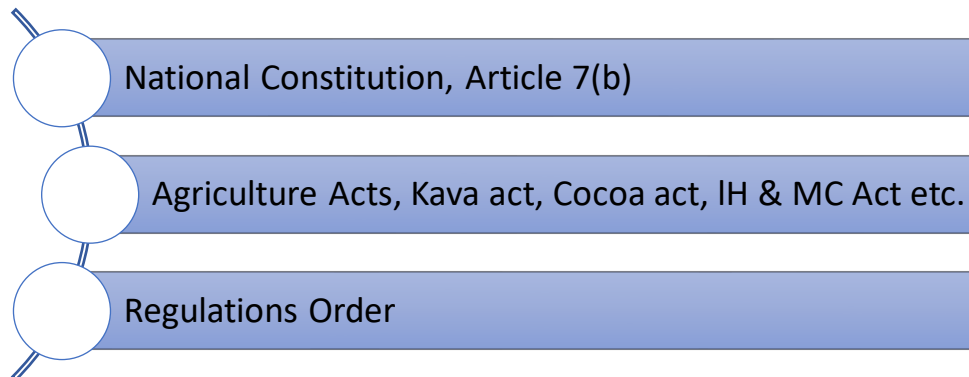 National Constitution, Article 7(b)
Agriculture Acts, Kava act, Cocoa act, lH & MC Act etc.
Regulations Order